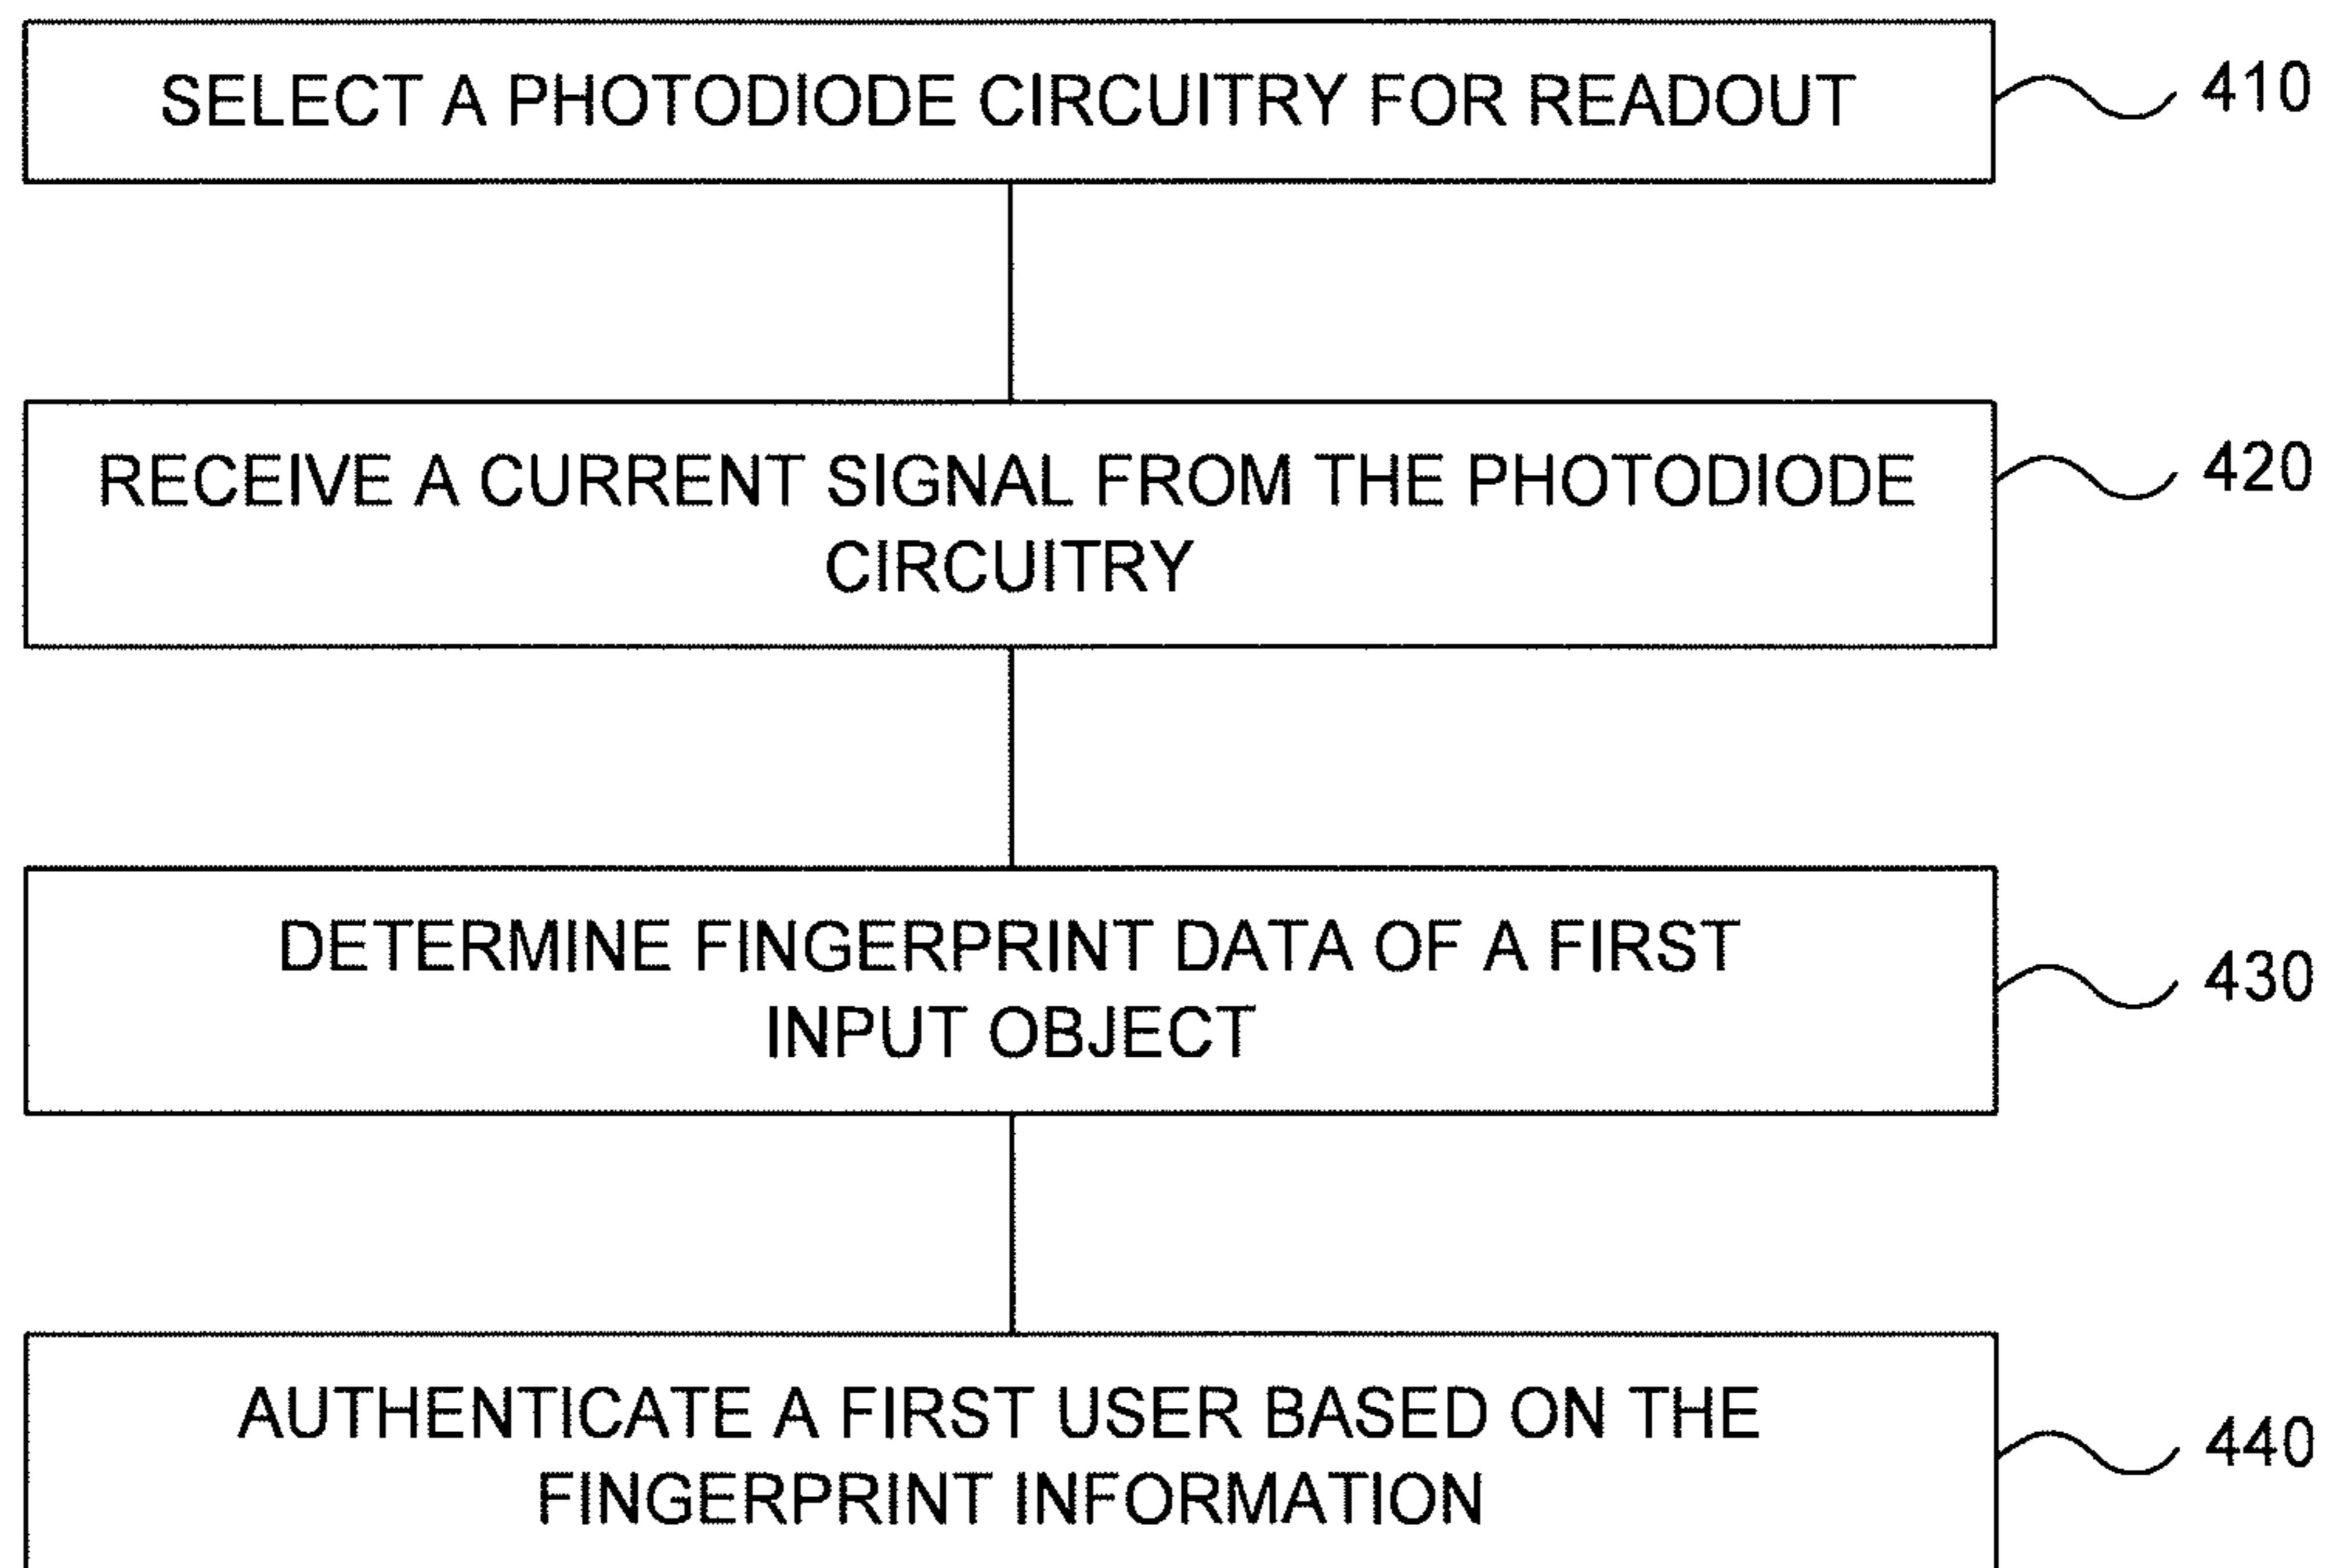 SELECT A PHOTODIODE CIRCUITRY FOR READOUT 410
RECEIVE A CURRENT SIGNAL FROM THE PHOTODIODE 420
CIRCUITRY
DETERMINE FINGERPRINT DATA OF A FIRST 430
INPUT OBJECT
AUTHENTICATE A FIRST USER BASED ON THE 440
FINGERPRINT INFORMATION